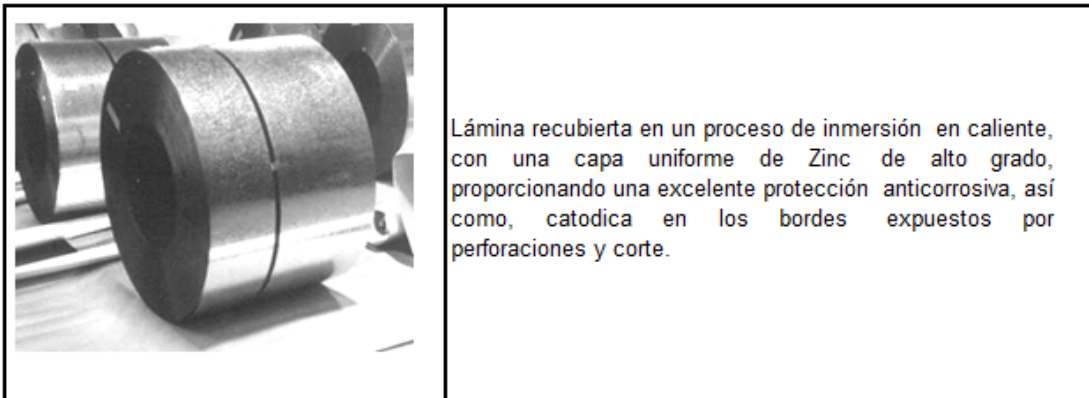 Lámina recubierta en un proceso de inmersión en caliente,
con una capa uniforme de Zinc de alto grado,
proporcionando una excelente protección anticorrosiva, así
como, catodica en los bordes expuestos por
perforaciones y corte.